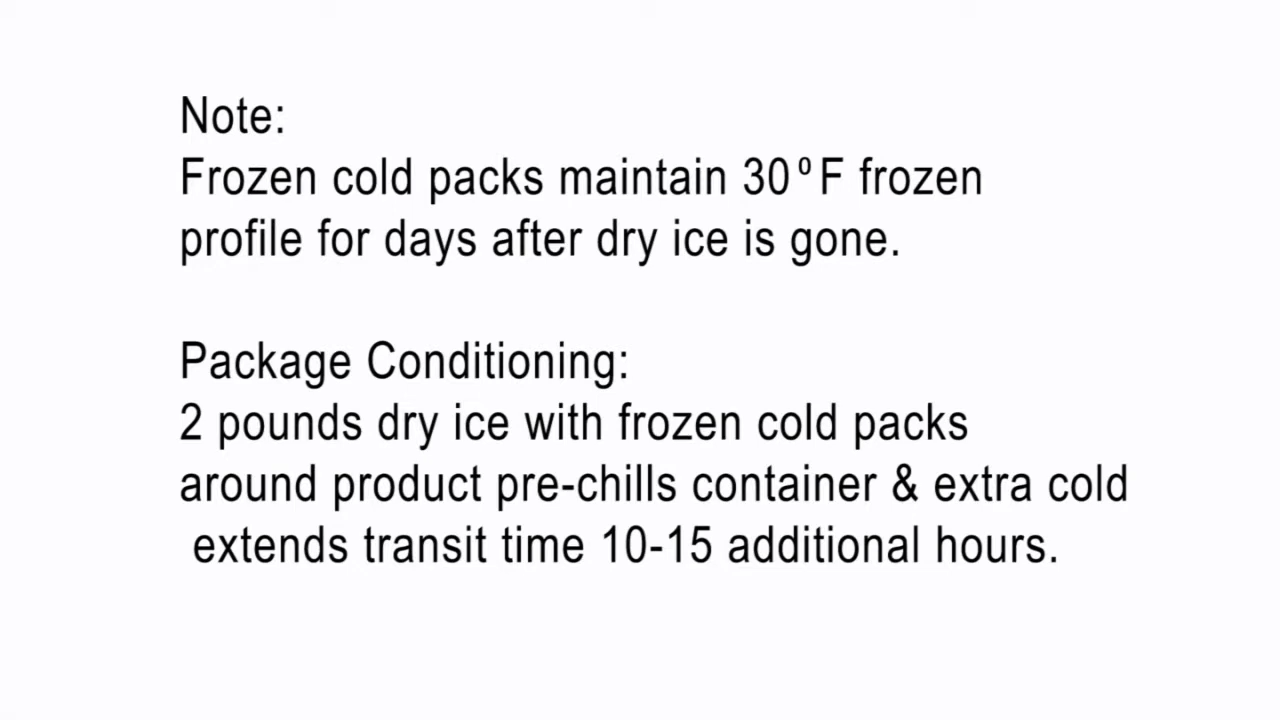 Note:
Frozen cold packs maintain 30ºF frozen
profile for days after dry ice is gone.
Package Conditioning:
2 pounds dry ice with frozen cold packs
around product pre-chills container & extra cold
extends transit time 10-15 additional hours.